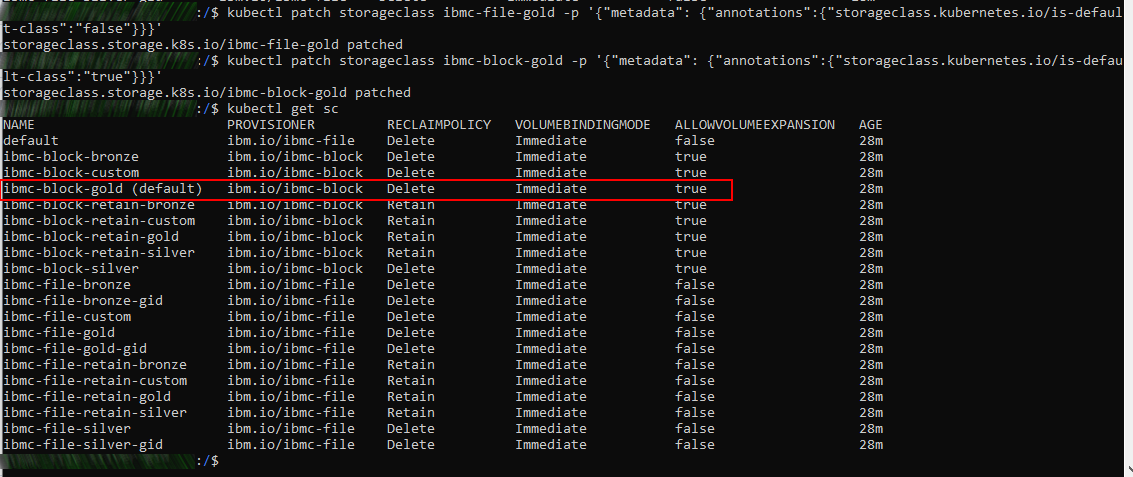 :/$ kubectl patch storageclass ibmc-file-gold -p '{"metadata": {"annotations":{"storageclass.kubernetes.io/is-defaul
t-class":"false"}}}'
storageclass.storage.k8s.io/ibmc-file-gold patched
:/$ kubectl patch storageclass ibmc-block-gold -p '{"metadata": {"annotations":{"storageclass.kubernetes.io/is-defau
lt-class":"true"}}}'
storageclass.storage.k8s.io/ibmc-block-gold patched
:/$ kubectl get sc
NAME PROVISIONER RECLAIMPOLICY VOLUMEBINDINGMODE ALLOWVOLUMEEXPANSION AGE
default ibm.io/ibmc-file Delete Immediate false 28m
ibmc-block-bronze ibm.io/ibmc-block Delete Immediate true 28m
ibmc-block-custom ibm.io/ibmc-block Delete Immediate true 28m
ibmc-block-gold (default) ibm.io/ibmc-block Delete Immediate true 28m
ibmc-block-retain-bronze ibm.io/ibmc-block Retain Immediate true 28m
ibmc-block-retain-custom ibm.io/ibmc-block Retain Immediate true 28m
ibmc-block-retain-gold ibm.io/ibmc-block Retain Immediate true 28m
ibmc-block-retain-silver ibm.io/ibmc-block Retain Immediate true 28m
ibmc-block-silver ibm.io/ibmc-block Delete Immediate true 28m
ibmc-file-bronze ibm.io/ibmc-file Delete Immediate false 28m
ibmc-file-bronze-gid ibm.io/ibmc-file Delete Immediate false 28m
ibmc-file-custom ibm.io/ibmc-file Delete Immediate false 28m
ibmc-file-gold ibm.io/ibmc-file Delete Immediate false 28m
ibmc-file-gold-gid ibm.io/ibmc-file Delete Immediate false 28m
ibmc-file-retain-bronze ibm.io/ibmc-file Retain Immediate false 28m
ibmc-file-retain-custom ibm.io/ibmc-file Retain Immediate false 28m
ibmc-file-retain-gold ibm.io/ibmc-file Retain Immediate false 28m
ibmc-file-retain-silver ibm.io/ibmc-file Retain Immediate false 28m
ibmc-file-silver ibm.io/ibmc-file Delete Immediate false 28m
ibmc-file-silver-gid ibm.io/ibmc-file Delete Immediate false 28m
:/$